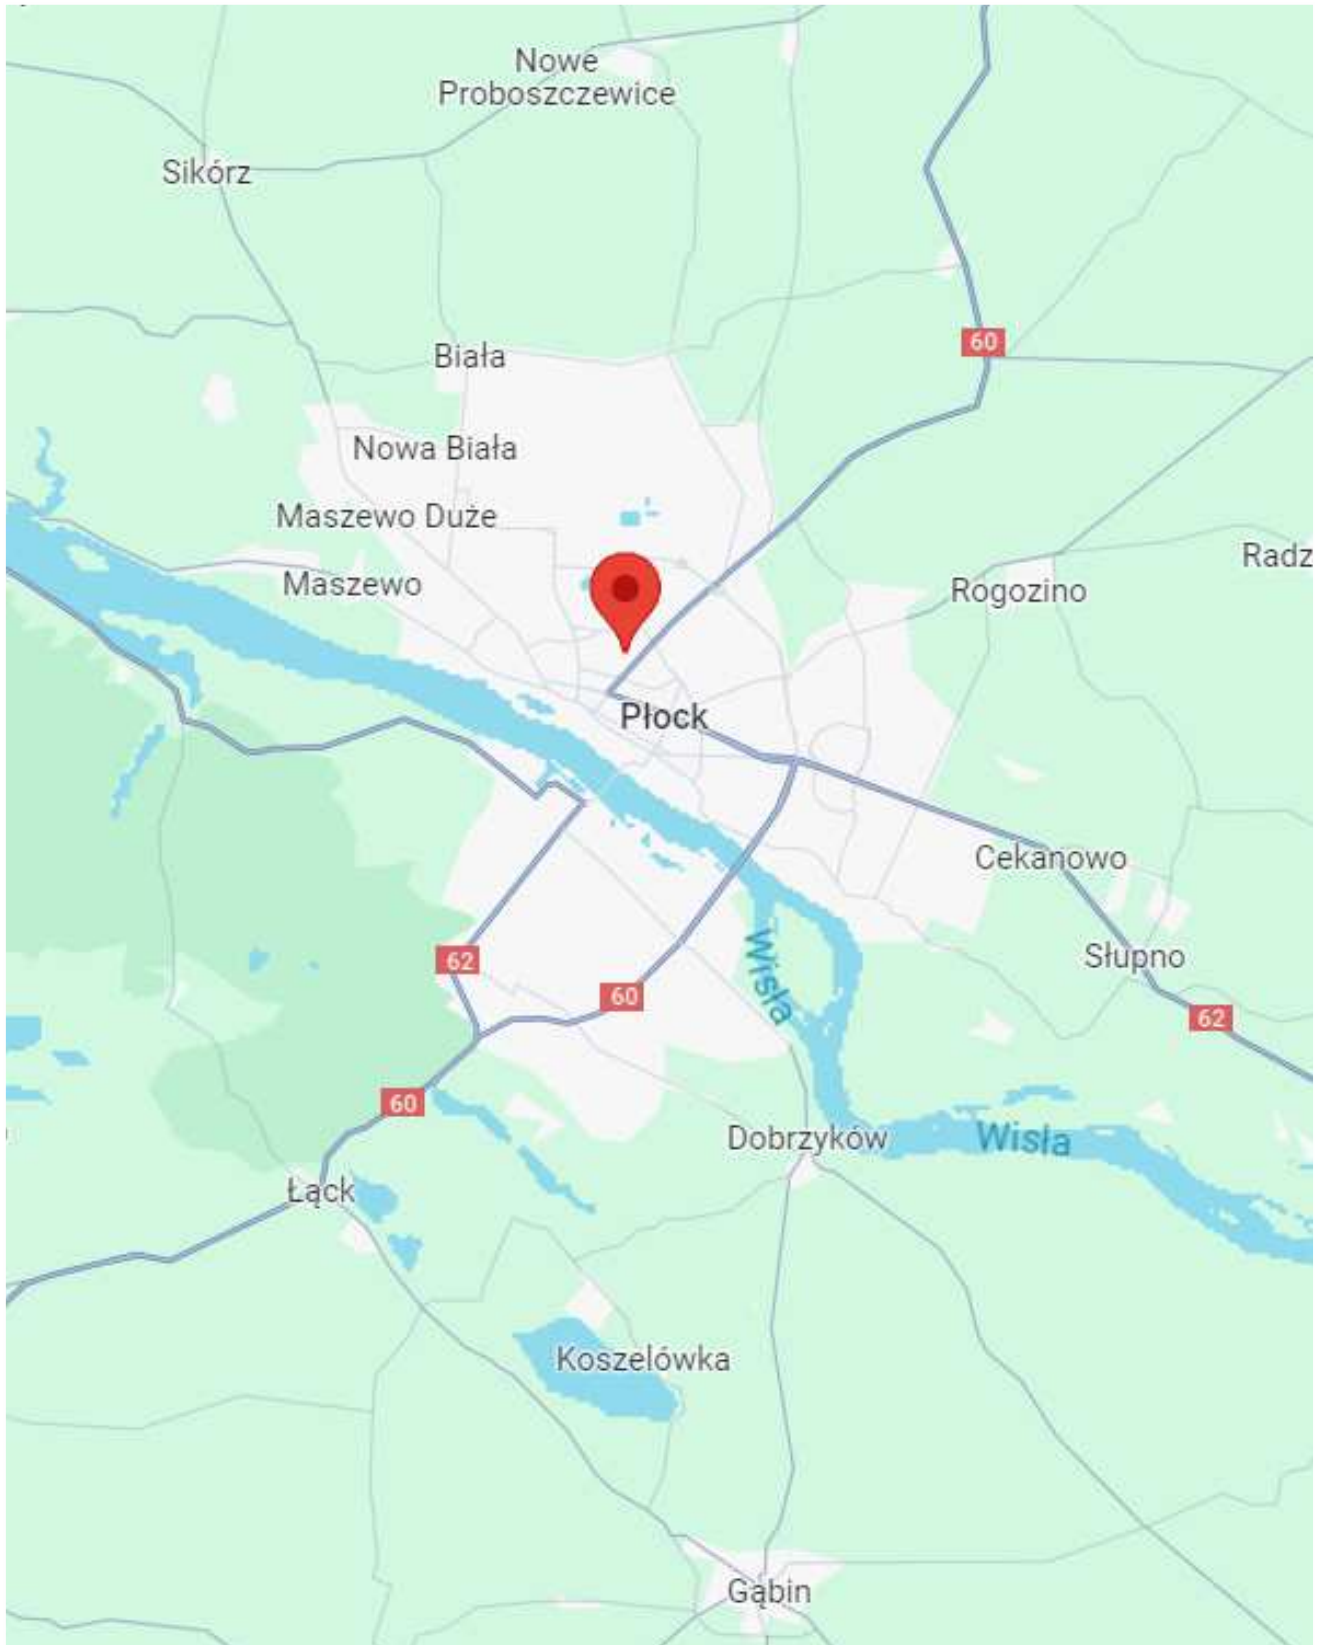 Nowe
Proboszczewice
Sikórz
60
Biała
Nowa Biała
Maszewo Duże
Radz
Maszewo
Rogozino
Płock
Cekanowo
Wisła
Słupno
62
60
62
60
Dobrzyków
Wisła
Łąck
Koszelówka
Gąbin